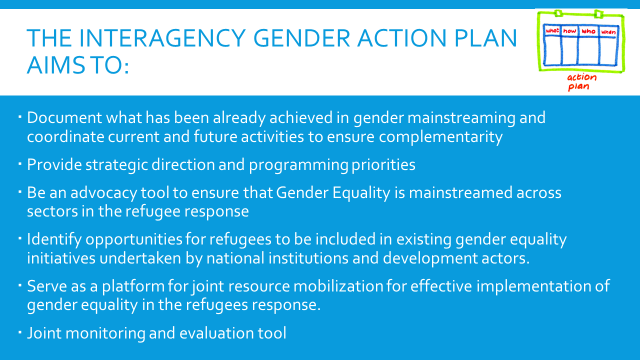 THE INTERAGENCY GENDER ACTION PLAN
AIMS TO:
what how who when
action
plan
• Document what has been already achieved in gender mainstreaming and
coordinate current and future activities to ensure complementarity
• Provide strategic direction and programming priorities
• Be an advocacy tool to ensure that Gender Equality is mainstreamed across
sectors in the refugee response
• Identify opportunities for refugees to be included in existing gender equality
initiatives undertaken by national institutions and development actors.
• Serve as a platform for joint resource mobilization for effective implementation of
gender equality in the refugees response.
• Joint monitoring and evaluation tool